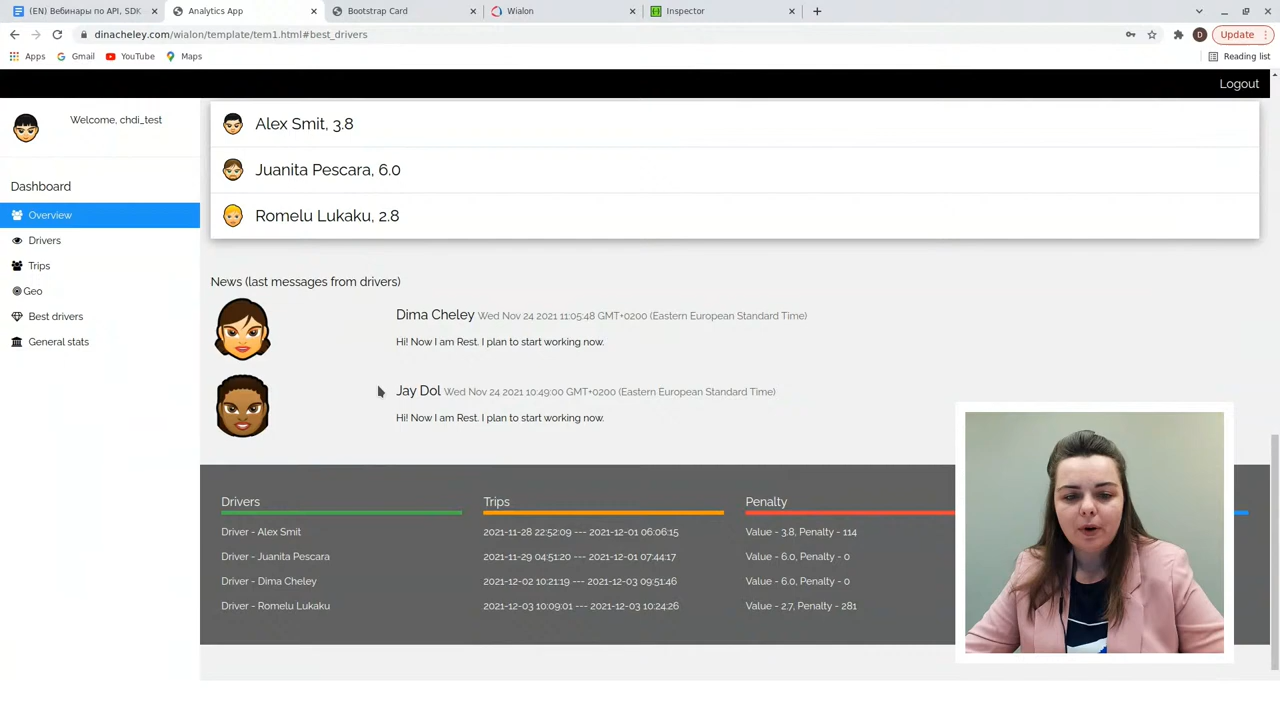 (EN) Вебинары по API, SDK
Analytics App
Bootstrap Card
Wialon
Inspector
dinacheley.com/wialon/template/tem1.html#best_drivers
D
Update
Apps
Gmail
YouTube
Maps
Reading list
Logout
Welcome, chdi_test
Dashboard
Overview
Drivers
Trips
Geo
Best drivers
General stats
Alex Smit, 3.8
Juanita Pescara, 6.0
Romelu Lukaku, 2.8
News (last messages from drivers)
Dima Cheley Wed Nov 24 2021 11:05:48 GMT+0200 (Eastern European Standard Time)
Hi! Now I am Rest. I plan to start working now.
Jay Dol Wed Nov 24 2021 10:49:00 GMT+0200 (Eastern European Standard Time)
Hi! Now I am Rest. I plan to start working now.
Drivers
Driver - Alex Smit
Driver - Juanita Pescara
Driver - Dima Cheley
Driver - Romelu Lukaku
Trips
2021-11-28 22:52:09 --- 2021-12-01 06:06:15
2021-11-29 04:51:20 --- 2021-12-01 07:44:17
2021-12-02 10:21:19 --- 2021-12-03 09:51:46
2021-12-03 10:09:01 --- 2021-12-03 10:24:26
Penalty
Value - 3.8, Penalty - 114
Value - 6.0, Penalty - 0
Value - 6.0, Penalty - 0
Value - 2.7, Penalty - 281